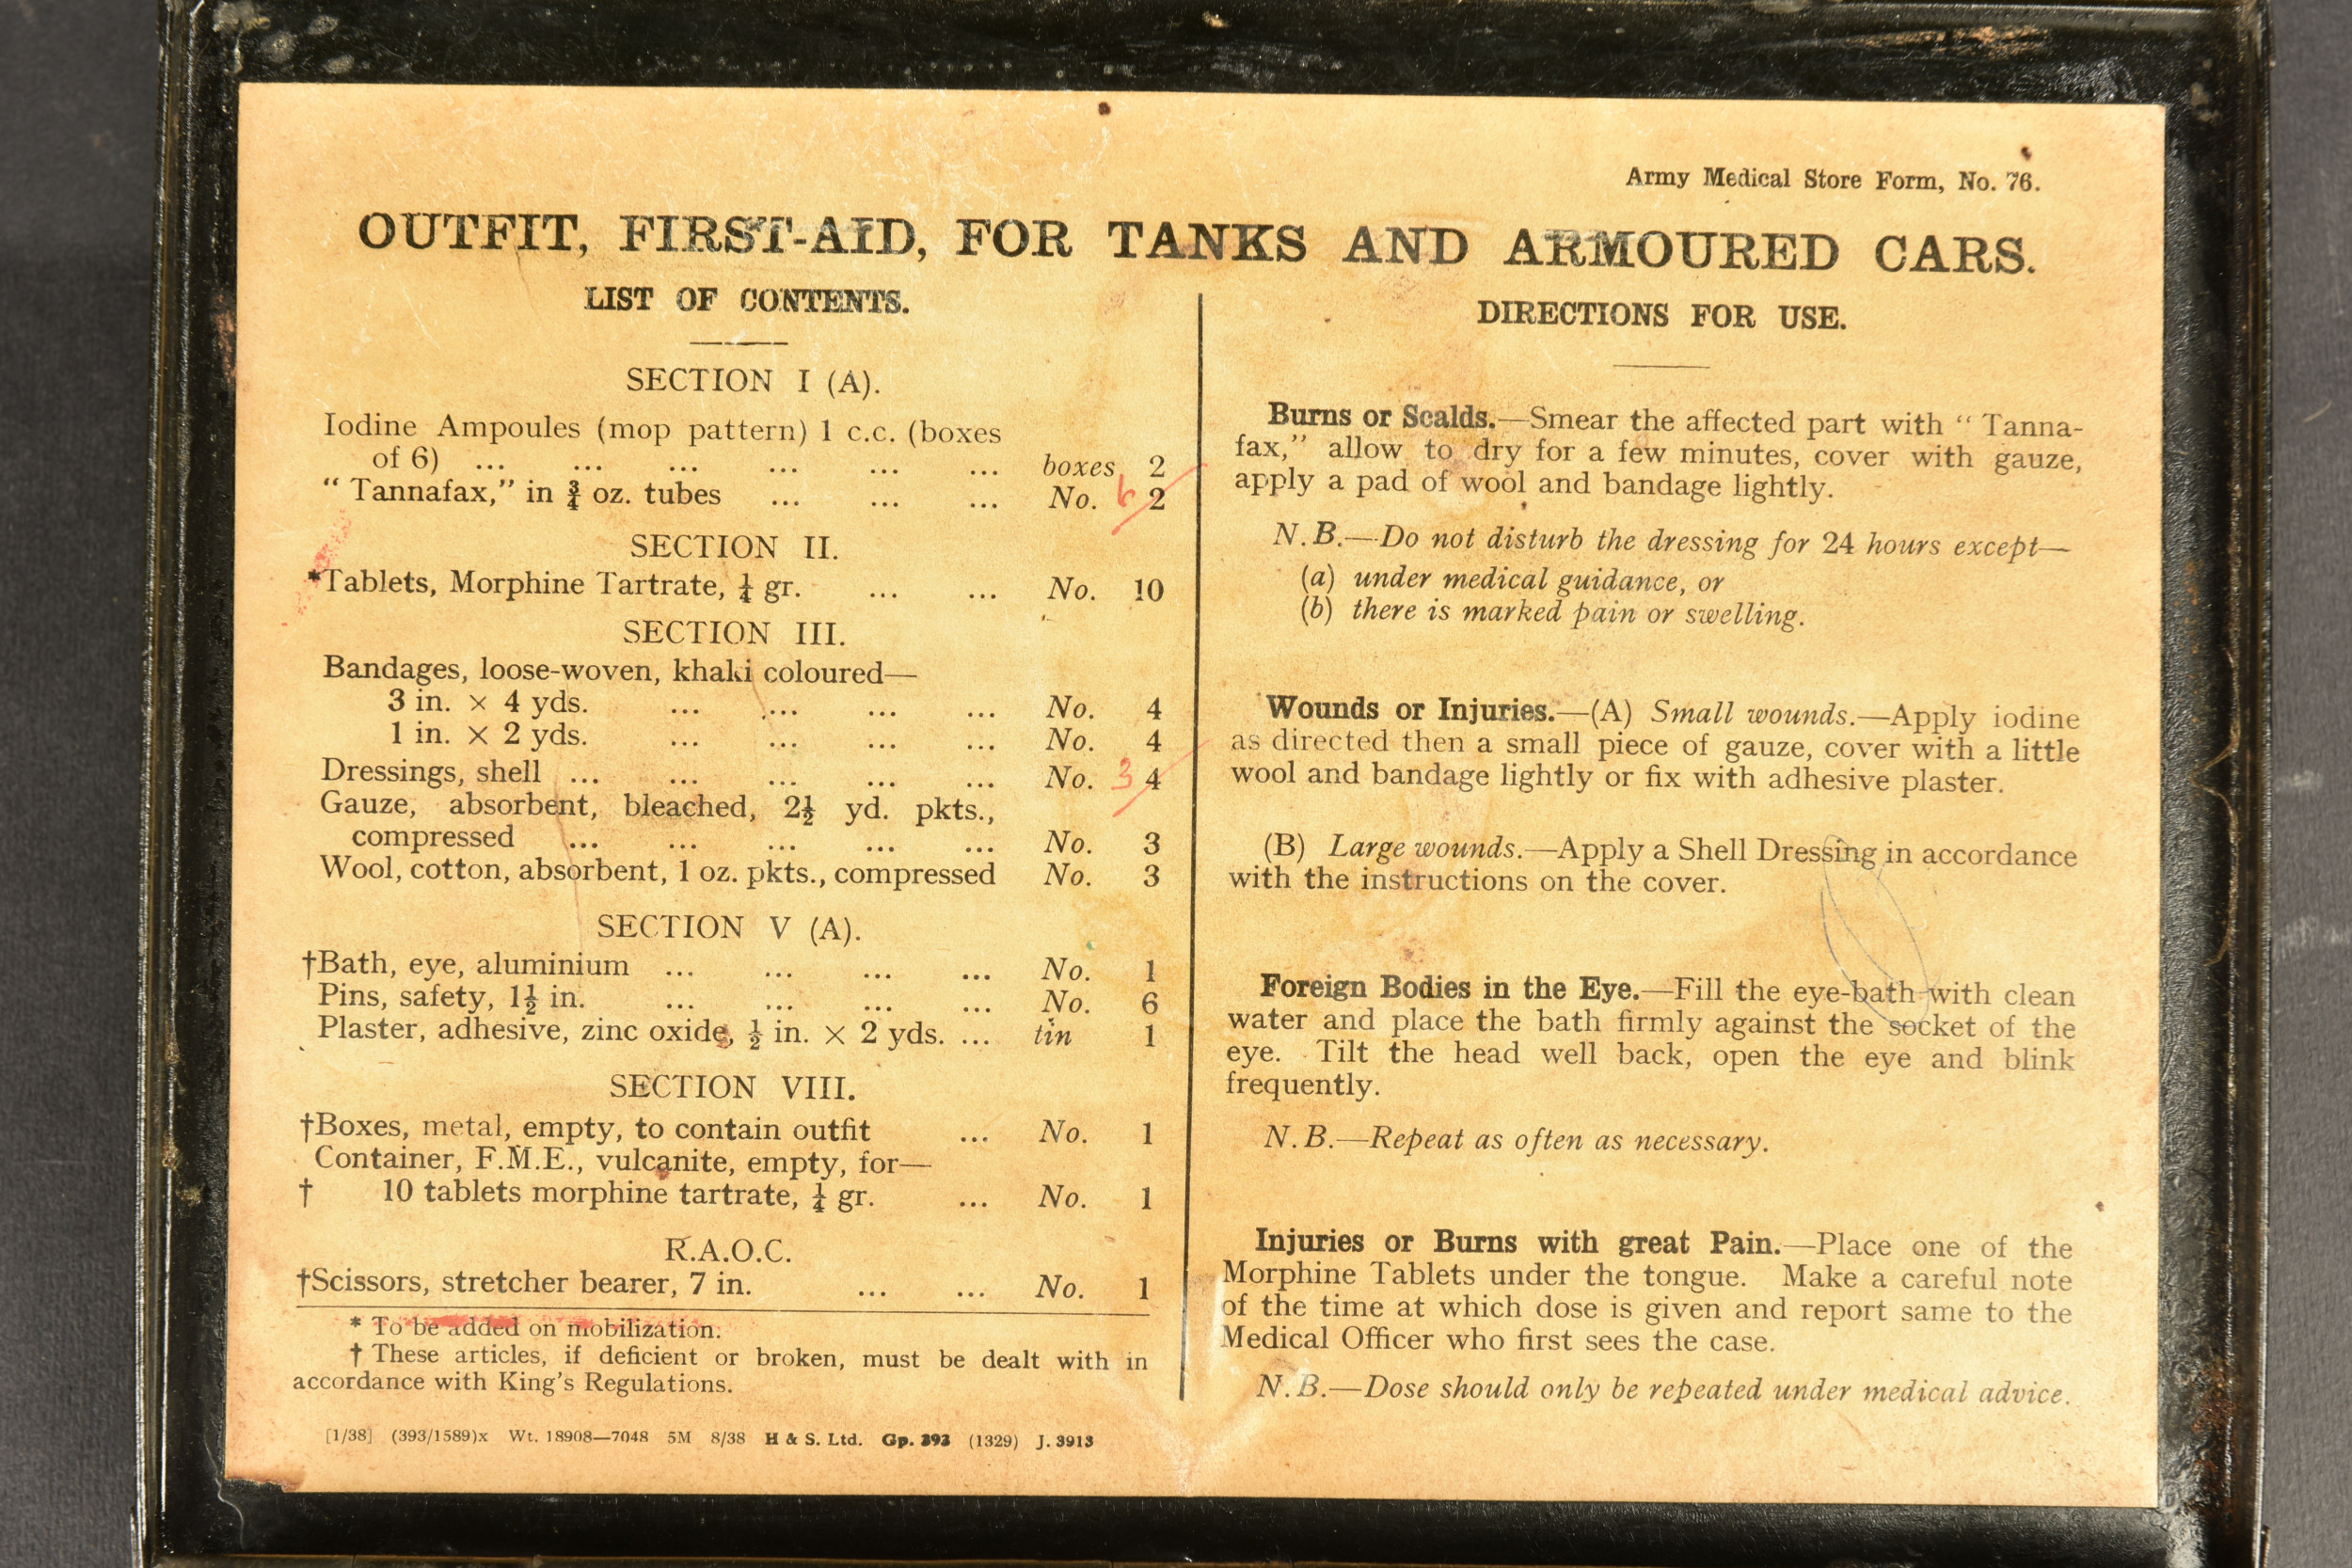 Army Medical Store Form, No. 76.
OUTFIT, FIRST-AID, FOR TANKS AND ARMOURED CARS.
LIST OF CONTENTS.
SECTION I (A).
Iodine Ampoules (mop pattern) 1 c.c. (boxes
of 6) ... ... ... ... ... ... boxes 2
“Tannafax,” in ¾ oz. tubes ... ... ... No. 6 2
SECTION II.
*Tablets, Morphine Tartrate, ¼ gr. ... ... No. 10
SECTION III.
Bandages, loose-woven, khaki coloured—
3 in. × 4 yds. ... ... ... ... No. 4
1 in. × 2 yds. ... ... ... ... No. 4
Dressings, shell ... ... ... ... ... No. 3 4
Gauze, absorbent, bleached, 2½ yd. pkts.,
compressed ... ... ... ... ... No. 3
Wool, cotton, absorbent, 1 oz. pkts., compressed No. 3
SECTION V (A).
†Bath, eye, aluminium ... ... ... ... No. 1
Pins, safety, 1½ in. ... ... ... ... No. 6
Plaster, adhesive, zinc oxide, ½ in. × 2 yds. ... tin 1
SECTION VIII.
†Boxes, metal, empty, to contain outfit ... No. 1
Container, F.M.E., vulcanite, empty, for—
† 10 tablets morphine tartrate, ¼ gr. ... No. 1
R.A.O.C.
†Scissors, stretcher bearer, 7 in. ... ... No. 1
* To be added on mobilization.
† These articles, if deficient or broken, must be dealt with in
accordance with King's Regulations.
[1/38] (393/1589)x Wt. 18908—7048 5M 8/38 H & S. Ltd. Gp. 393 (1329) J. 3913
DIRECTIONS FOR USE.
Burns or Scalds.—Smear the affected part with “Tanna-
fax,” allow to dry for a few minutes, cover with gauze,
apply a pad of wool and bandage lightly.
N.B.—Do not disturb the dressing for 24 hours except—
(a) under medical guidance, or
(b) there is marked pain or swelling.
Wounds or Injuries.—(A) Small wounds.—Apply iodine
as directed then a small piece of gauze, cover with a little
wool and bandage lightly or fix with adhesive plaster.
(B) Large wounds.—Apply a Shell Dressing in accordance
with the instructions on the cover.
Foreign Bodies in the Eye.—Fill the eye-bath with clean
water and place the bath firmly against the socket of the
eye. Tilt the head well back, open the eye and blink
frequently.
N.B.—Repeat as often as necessary.
Injuries or Burns with great Pain.—Place one of the
Morphine Tablets under the tongue. Make a careful note
of the time at which dose is given and report same to the
Medical Officer who first sees the case.
N.B.—Dose should only be repeated under medical advice.